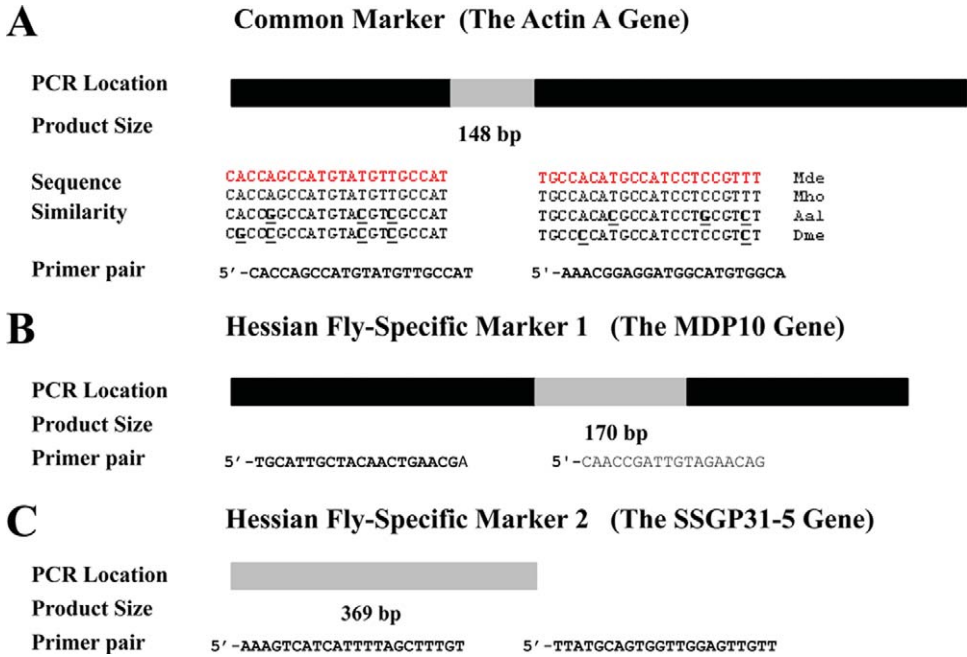 A Common Marker (The Actin A Gene)
PCR Location
Product Size 148 bp
Sequence CACCAGCCATGTATGTTGCCAT TGCCACATGCCATCCTCCGTTT Mde
CACCAGCCATGTATGTTGCCAT TGCCACATGCCATCCTCCGTTT Mho
Similarity CACCGGCCATGTACGTCGCCAT TGCCACACGCCATCCTGCGTCT Aal
CGCCCGCCATGTACGTCGCCAT TGCCCCATGCCATCCTCCGTCT Dme
Primer pair 5'-CACCAGCCATGTATGTTGCCAT 5'-AAACGGAGGATGGCATGTGGCA
B Hessian Fly-Specific Marker 1 (The MDP10 Gene)
PCR Location
Product Size 170 bp
Primer pair 5'-TGCATTGCTACAACTGAACGA 5'-CAACCGATTGTAGAACAG
C Hessian Fly-Specific Marker 2 (The SSGP31-5 Gene)
PCR Location
Product Size 369 bp
Primer pair 5'-AAAGTCATCATTTTAGCTTTGT 5'-TTATGCAGTGGTTGGAGTTGTT